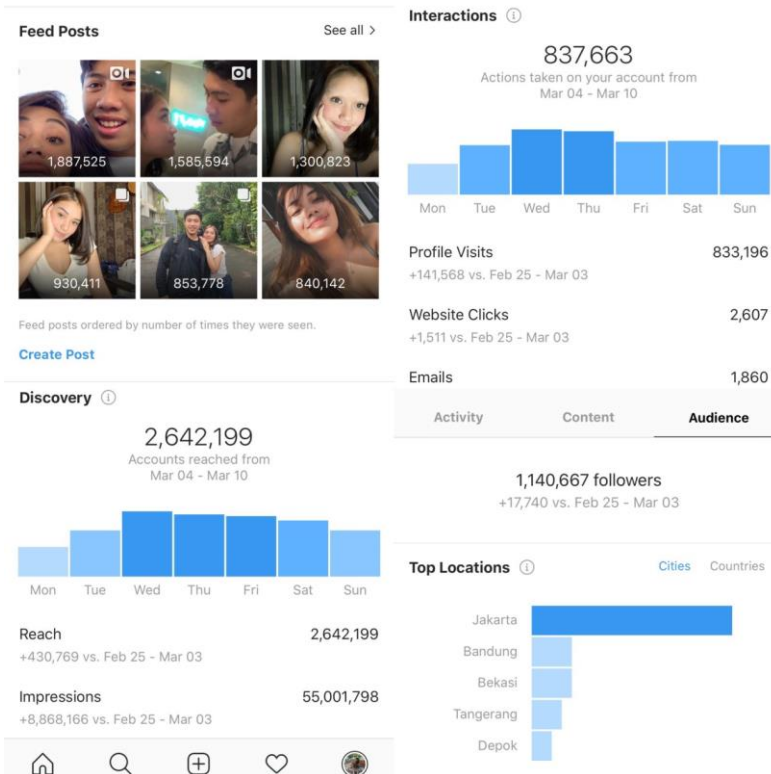 Feed Posts
See all >
1,887,525
1,585,594
1,300,823
930,411
853,778
840,142
Feed posts ordered by number of times they were seen.
Create Post
Discovery
2,642,199
Accounts reached from
Mar 04 - Mar 10
Mon Tue Wed Thu Fri Sat Sun
Reach 2,642,199
+430,769 vs. Feb 25 - Mar 03
Impressions 55,001,798
+8,868,166 vs. Feb 25 - Mar 03
Interactions
837,663
Actions taken on your account from
Mar 04 - Mar 10
Mon Tue Wed Thu Fri Sat Sun
Profile Visits 833,196
+141,568 vs. Feb 25 - Mar 03
Website Clicks 2,607
+1,511 vs. Feb 25 - Mar 03
Emails 1,860
Activity Content Audience
1,140,667 followers
+17,740 vs. Feb 25 - Mar 03
Top Locations Cities Countries
Jakarta
Bandung
Bekasi
Tangerang
Depok